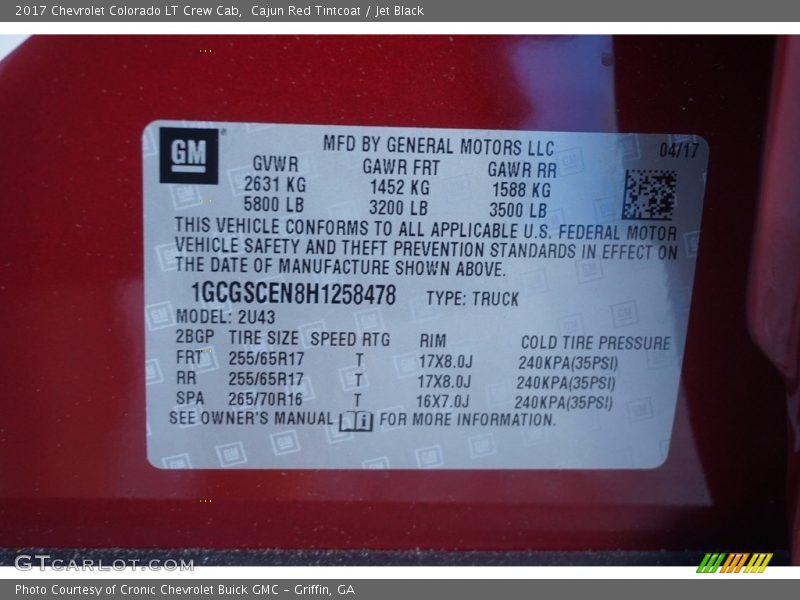 2017 Chevrolet Colorado LT Crew Cab,  Cajun Red Tintcoat / Jet Black
GM
MFD BY GENERAL MOTORS LLC 04/17
GVWR GAWR FRT GAWR RR
2631 KG 1452 KG 1588 KG
5800 LB 3200 LB 3500 LB
THIS VEHICLE CONFORMS TO ALL APPLICABLE U.S. FEDERAL MOTOR
VEHICLE SAFETY AND THEFT PREVENTION STANDARDS IN EFFECT ON
THE DATE OF MANUFACTURE SHOWN ABOVE.
1GCGSCEN8H1258478 TYPE: TRUCK
MODEL: 2U43
2BGP TIRE SIZE SPEED RTG RIM COLD TIRE PRESSURE
FRT 255/65R17 T 17X8.0J 240KPA(35PSI)
RR 255/65R17 T 17X8.0J 240KPA(35PSI)
SPA 265/70R16 T 16X7.0J 240KPA(35PSI)
SEE OWNER'S MANUAL FOR MORE INFORMATION.
GTCARLOT.COM
Photo Courtesy of Cronic Chevrolet Buick GMC – Griffin, GA